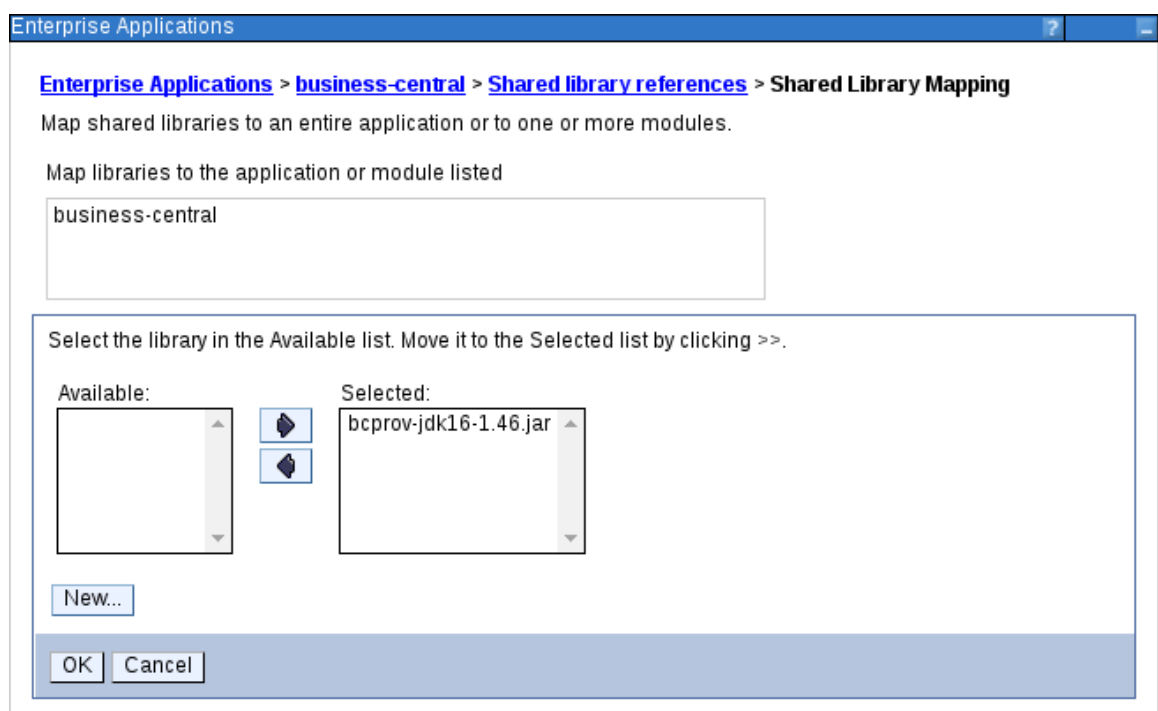 Enterprise Applications ? –
Enterprise Applications > business-central > Shared library references > Shared Library Mapping
Map shared libraries to an entire application or to one or more modules.
Map libraries to the application or module listed
business-central
Select the library in the Available list. Move it to the Selected list by clicking >>.
Available: Selected:
bcprov-jdk16-1.46.jar
New...
OK Cancel